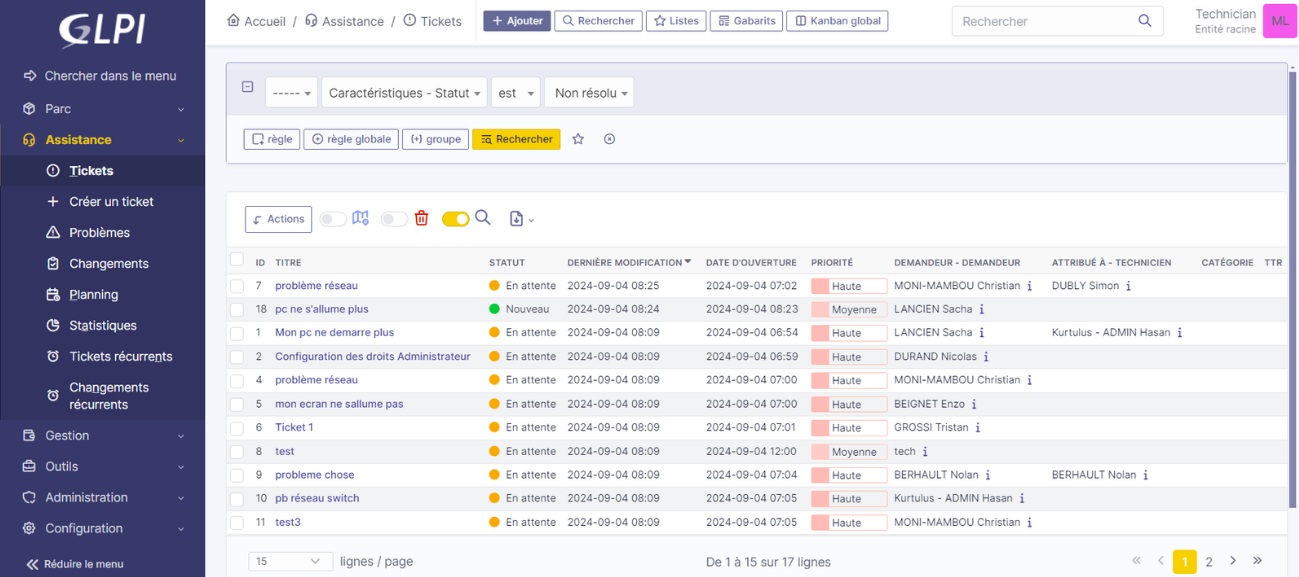 GLPI
Accueil / Assistance / Tickets
Ajouter
Rechercher
Listes
Gabarits
Kanban global
Rechercher
Technician
Entité racine
ML
Chercher dans le menu
Parc
Assistance
Tickets
Créer un ticket
Problèmes
Changements
Planning
Statistiques
Tickets récurrents
Changements
récurrents
Gestion
Outils
Administration
Configuration
Réduire le menu
----- Caractéristiques - Statut est Non résolu
règle règle globale groupe Rechercher
Actions
ID TITRE STATUT DERNIÈRE MODIFICATION DATE D'OUVERTURE PRIORITÉ DEMANDEUR - DEMANDEUR ATTRIBUÉ À - TECHNICIEN CATÉGORIE TTR
7 problème réseau En attente 2024-09-04 08:25 2024-09-04 07:02 Haute MONI-MAMBOU Christian i DUBLY Simon i
18 pc ne s'allume plus Nouveau 2024-09-04 08:24 2024-09-04 08:23 Moyenne LANCIEN Sacha i
1 Mon pc ne demarre plus En attente 2024-09-04 08:09 2024-09-04 06:54 Haute LANCIEN Sacha i Kurtulus - ADMIN Hasan i
2 Configuration des droits Administrateur En attente 2024-09-04 08:09 2024-09-04 06:59 Haute DURAND Nicolas i
4 problème réseau En attente 2024-09-04 08:09 2024-09-04 07:00 Haute MONI-MAMBOU Christian i
5 mon ecran ne sallume pas En attente 2024-09-04 08:09 2024-09-04 07:00 Haute BEIGNET Enzo i
6 Ticket 1 En attente 2024-09-04 08:09 2024-09-04 07:01 Haute GROSSI Tristan i
8 test En attente 2024-09-04 08:09 2024-09-04 12:00 Moyenne tech i
9 probleme chose En attente 2024-09-04 08:09 2024-09-04 07:04 Haute BERHAULT Nolan i BERHAULT Nolan i
10 pb réseau switch En attente 2024-09-04 08:09 2024-09-04 07:05 Haute Kurtulus - ADMIN Hasan i
11 test3 En attente 2024-09-04 08:09 2024-09-04 07:05 Haute MONI-MAMBOU Christian i
15 lignes / page De 1 à 15 sur 17 lignes « < 1 2 > »